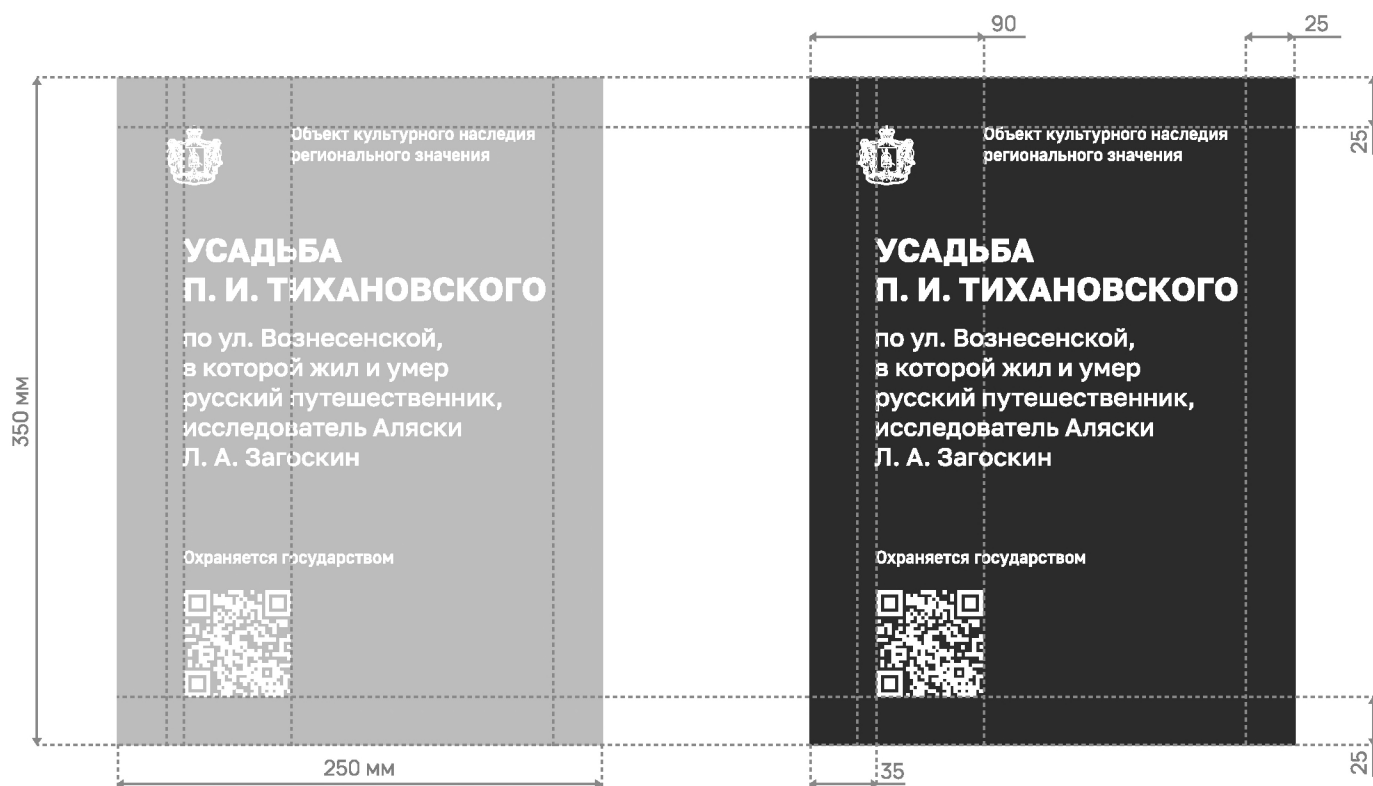 90
25
Объект культурного наследия
регионального значения
УСАДЬБА
П. И. ТИХАНОВСКОГО
по ул. Вознесенской,
в которой жил и умер
русский путешественник,
исследователь Аляски
Л. А. Загоскин
Охраняется государством
350 мм
250 мм
Объект культурного наследия
регионального значения
УСАДЬБА
П. И. ТИХАНОВСКОГО
по ул. Вознесенской,
в которой жил и умер
русский путешественник,
исследователь Аляски
Л. А. Загоскин
Охраняется государством
25
25
35